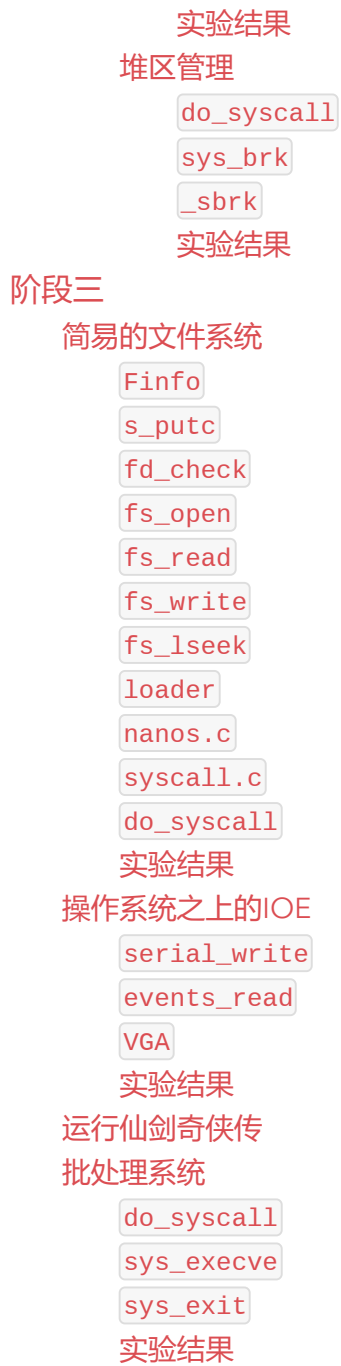 实验结果
堆区管理
do_syscall
sys_brk
_sbrk
实验结果
阶段三
简易的文件系统
Finfo
s_putc
fd_check
fs_open
fs_read
fs_write
fs_lseek
loader
nanos.c
syscall.c
do_syscall
实验结果
操作系统之上的IOE
serial_write
events_read
VGA
实验结果
运行仙剑奇侠传
批处理系统
do_syscall
sys_execve
sys_exit
实验结果